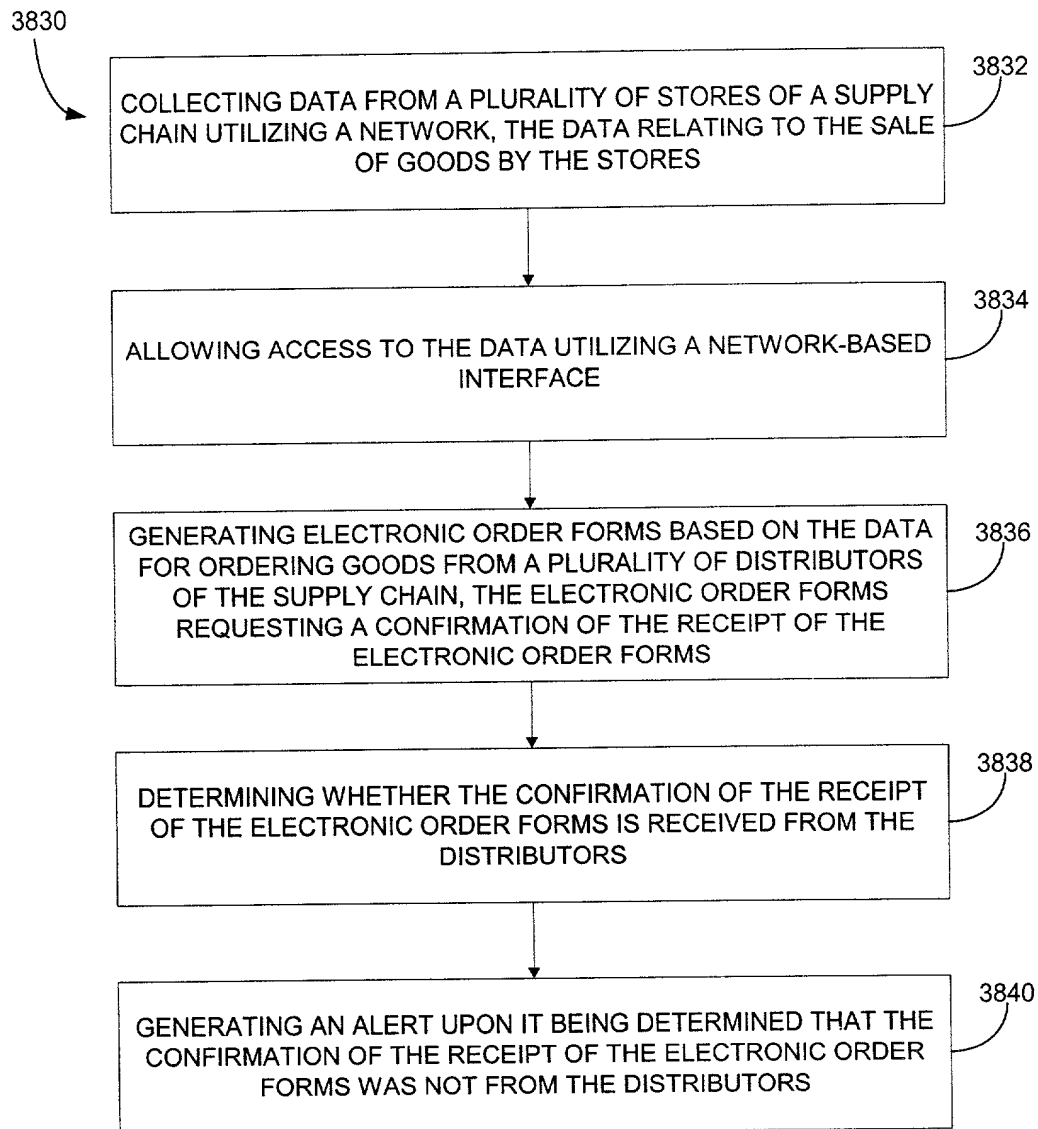 3830
3832
COLLECTING DATA FROM A PLURALITY OF STORES OF A SUPPLY
CHAIN UTILIZING A NETWORK, THE DATA RELATING TO THE SALE
OF GOODS BY THE STORES
3834
ALLOWING ACCESS TO THE DATA UTILIZING A NETWORK-BASED
INTERFACE
3836
GENERATING ELECTRONIC ORDER FORMS BASED ON THE DATA
FOR ORDERING GOODS FROM A PLURALITY OF DISTRIBUTORS
OF THE SUPPLY CHAIN, THE ELECTRONIC ORDER FORMS
REQUESTING A CONFIRMATION OF THE RECEIPT OF THE
ELECTRONIC ORDER FORMS
3838
DETERMINING WHETHER THE CONFIRMATION OF THE RECEIPT
OF THE ELECTRONIC ORDER FORMS IS RECEIVED FROM THE
DISTRIBUTORS
3840
GENERATING AN ALERT UPON IT BEING DETERMINED THAT THE
CONFIRMATION OF THE RECEIPT OF THE ELECTRONIC ORDER
FORMS WAS NOT FROM THE DISTRIBUTORS